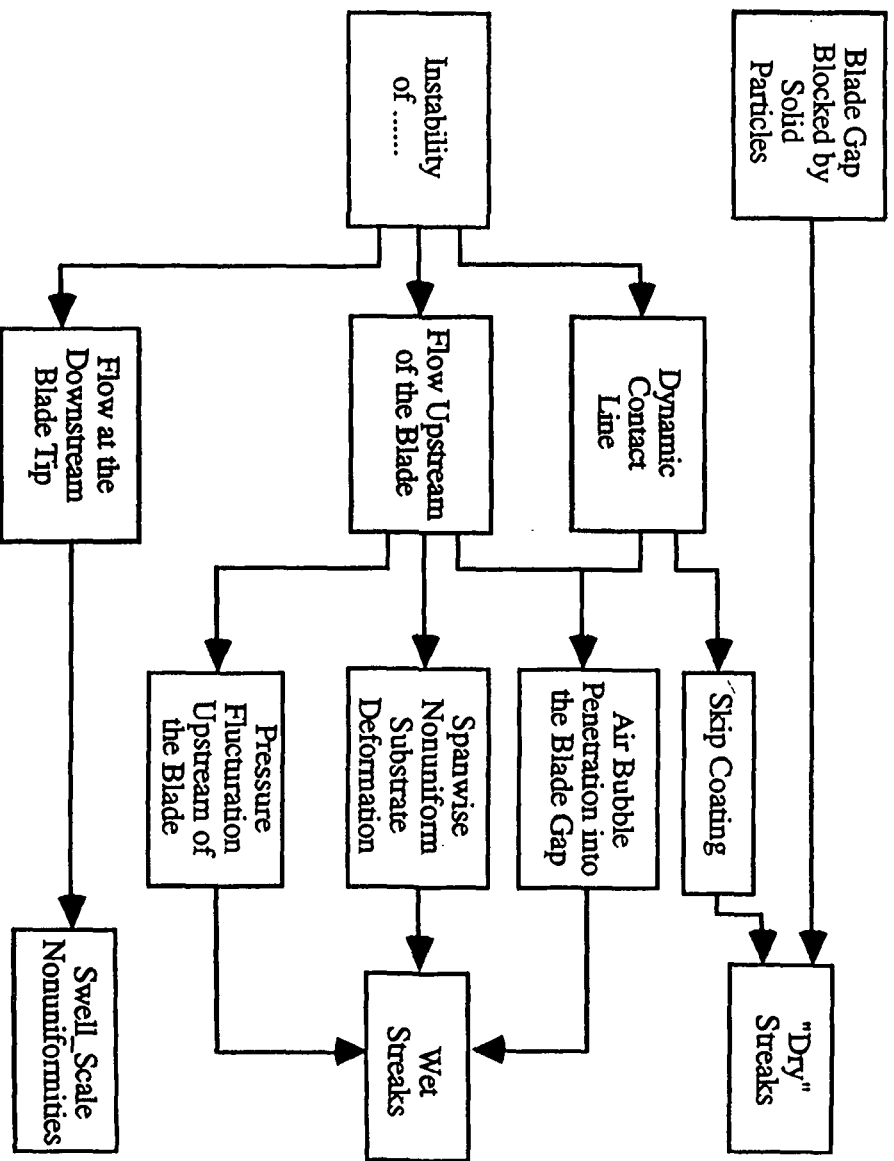 Blade Gap
Blocked by
Solid
Particles
Instability
of ......
Dynamic
Contact
Line
Flow Upstream
of the Blade
Flow at the
Downstream
Blade Tip
Skip Coating
Air Bubble
Penetration into
the Blade Gap
Spanwise
Nonuniform
Substrate
Deformation
Pressure
Flucturation
Upstream of
the Blade
"Dry"
Streaks
Wet
Streaks
Swell_Scale
Nonuniformities